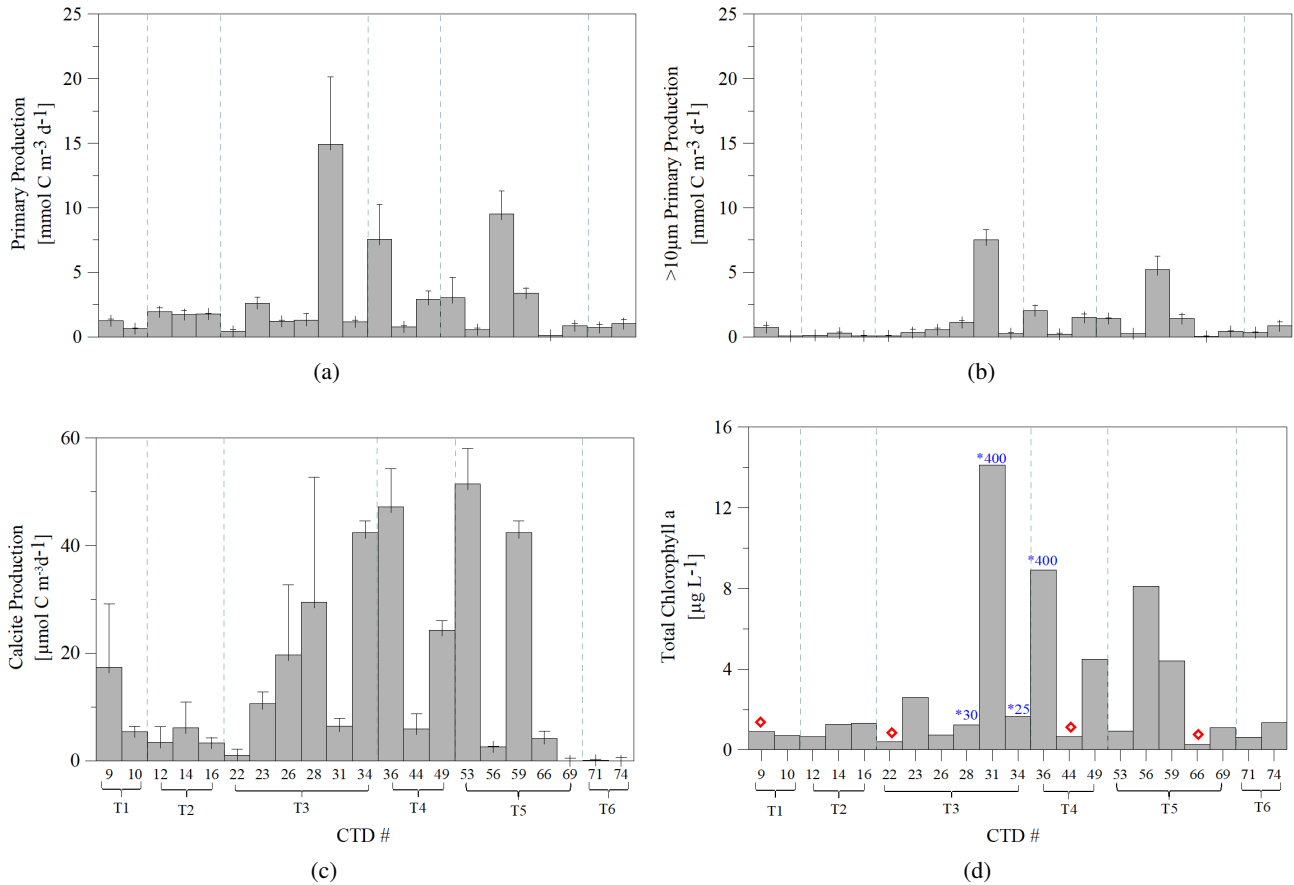 25
20
15
10
5
0
Primary Production
[mmol C m-3 d-1]
(a)
25
20
15
10
5
0
>10µm Primary Production
[mmol C m-3 d-1]
(b)
60
40
20
0
Calcite Production
[µmol C m-3d-1]
9 10 12 14 16 22 23 26 28 31 34 36 44 49 53 56 59 66 69 71 74
T1 T2 T3 T4 T5 T6
CTD #
(c)
16
12
8
4
0
Total Chlorophyll a
[µg L-1]
*400
*400
*30
*25
9 10 12 14 16 22 23 26 28 31 34 36 44 49 53 56 59 66 69 71 74
T1 T2 T3 T4 T5 T6
CTD #
(d)